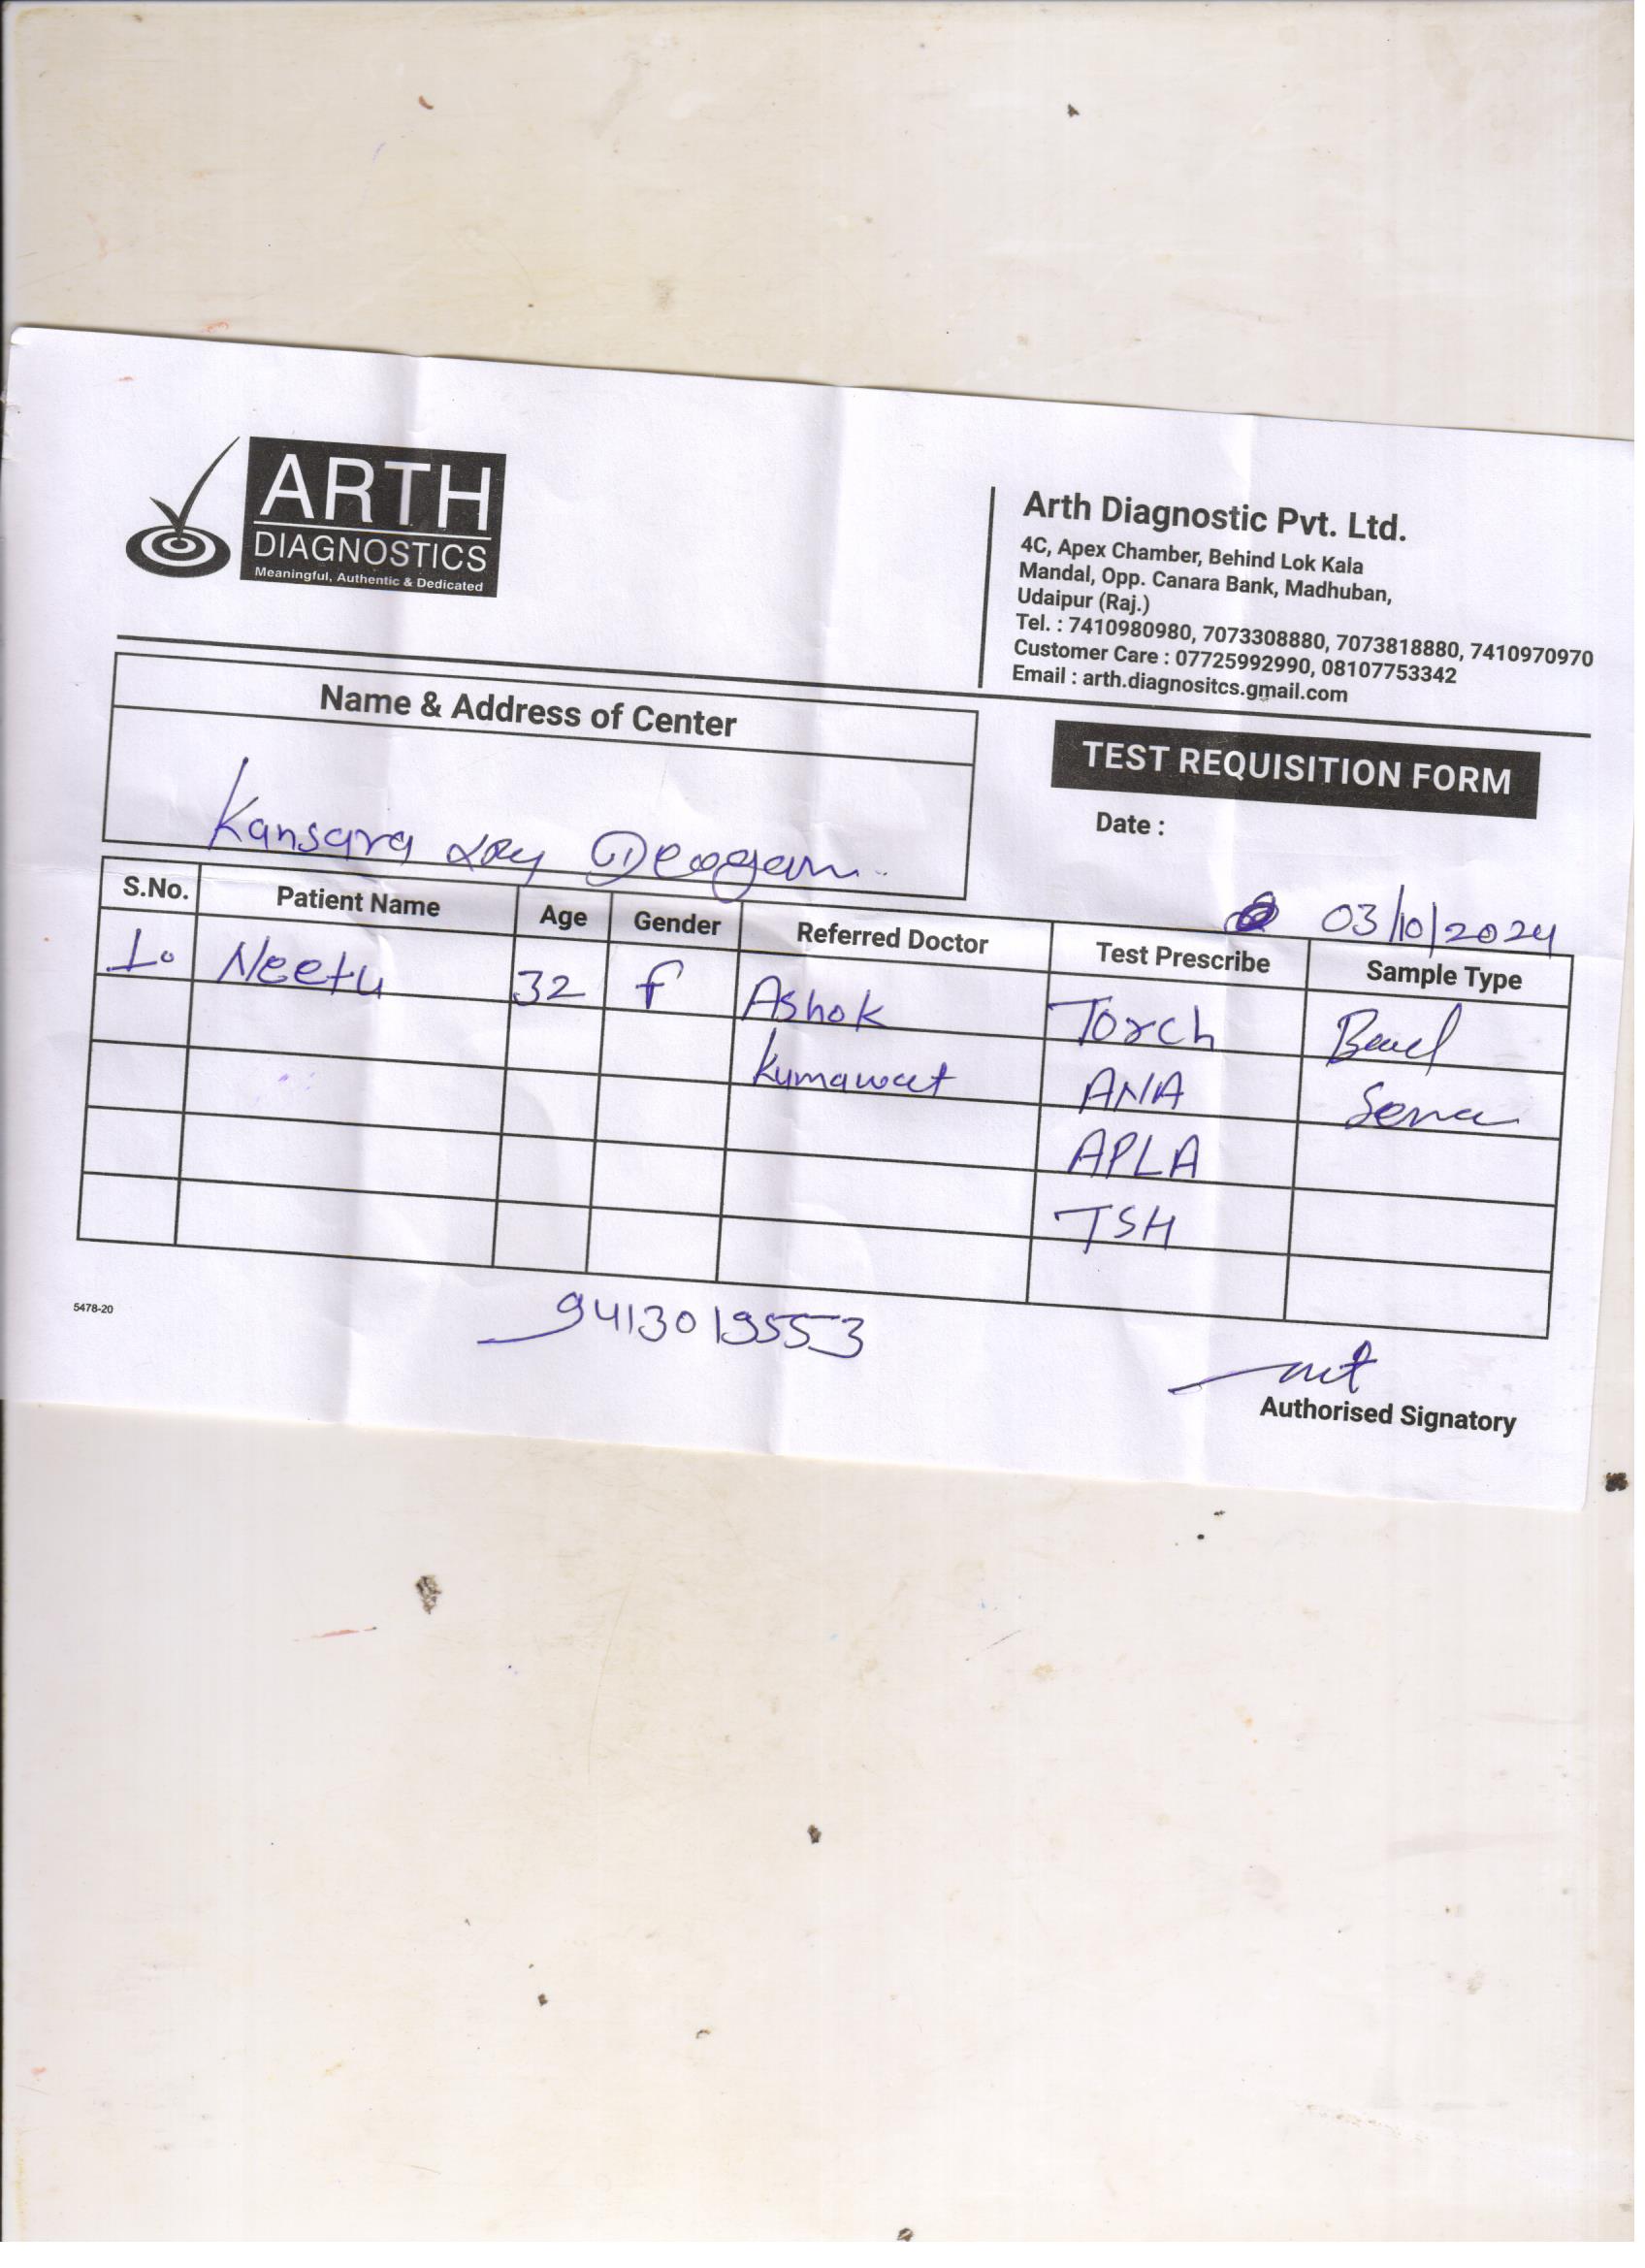 ARTH
DIAGNOSTICS
Meaningful, Authentic & Dedicated
Arth Diagnostic Pvt. Ltd.
4C, Apex Chamber, Behind Lok Kala
Mandal, Opp. Canara Bank, Madhuban,
Udaipur (Raj.)
Tel. : 7410980980, 7073308880, 7073818880, 7410970970
Customer Care : 07725992990, 08107753342
Email : arth.diagnositcs.gmail.com
Name & Address of Center
Kansara
TEST REQUISITION FORM
Date :
03/10/2024
S.No. Patient Name Age Gender Referred Doctor Test Prescribe Sample Type
1. Neetu 32 f Ashok Torch
Kumawat ANA
APLA
TSH
5478-20
9413019553
Authorised Signatory